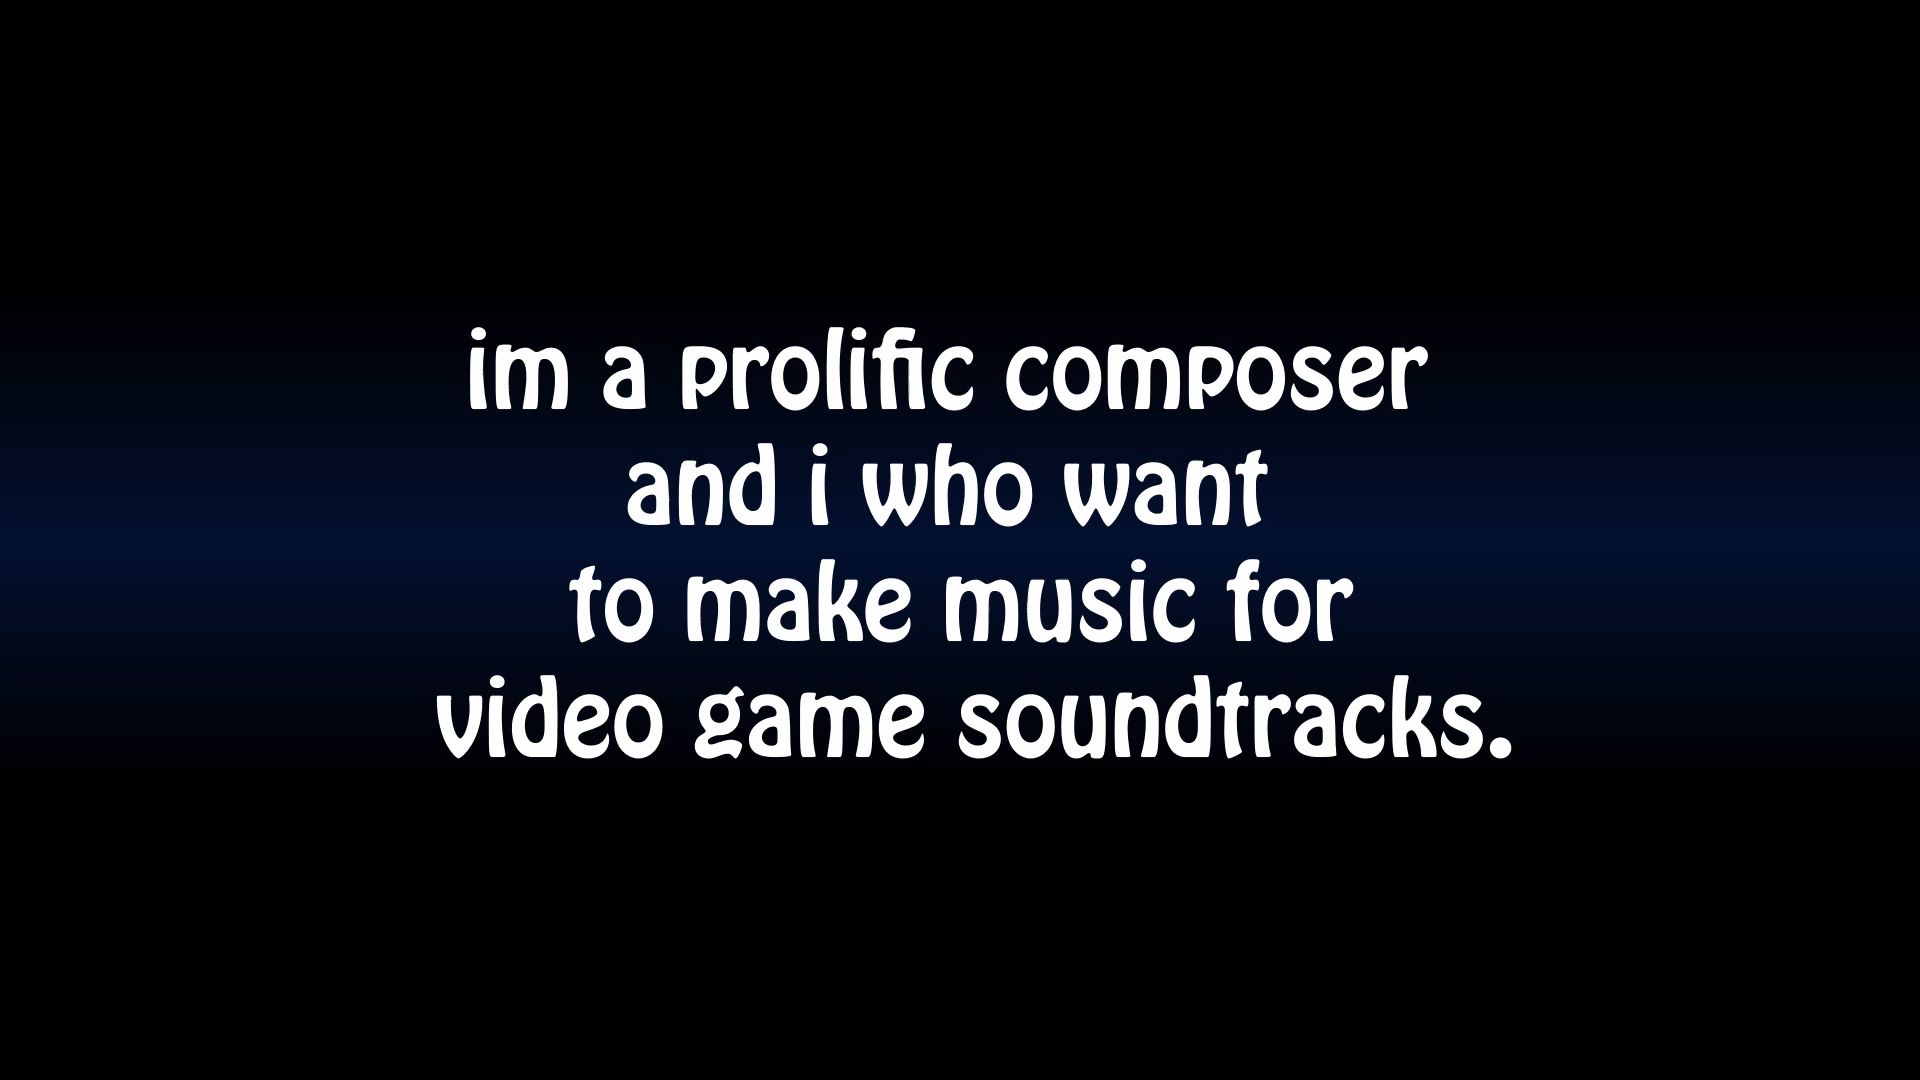 im a prolific composer
and i who want
to make music for
video game soundtracks.